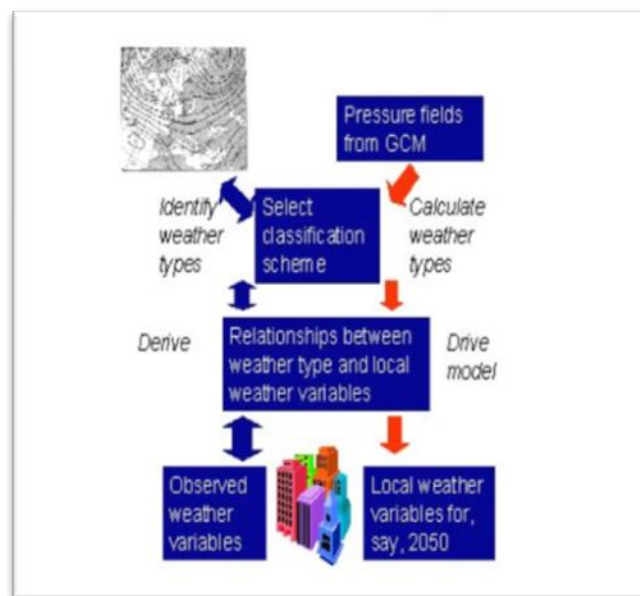 Pressure fields
from GCM
Identify
weather
types
Select
classification
scheme
Calculate
weather
types
Derive
Relationships between
weather type and local
weather variables
Drive
model
Observed
weather
variables
Local weather
variables for,
say, 2050